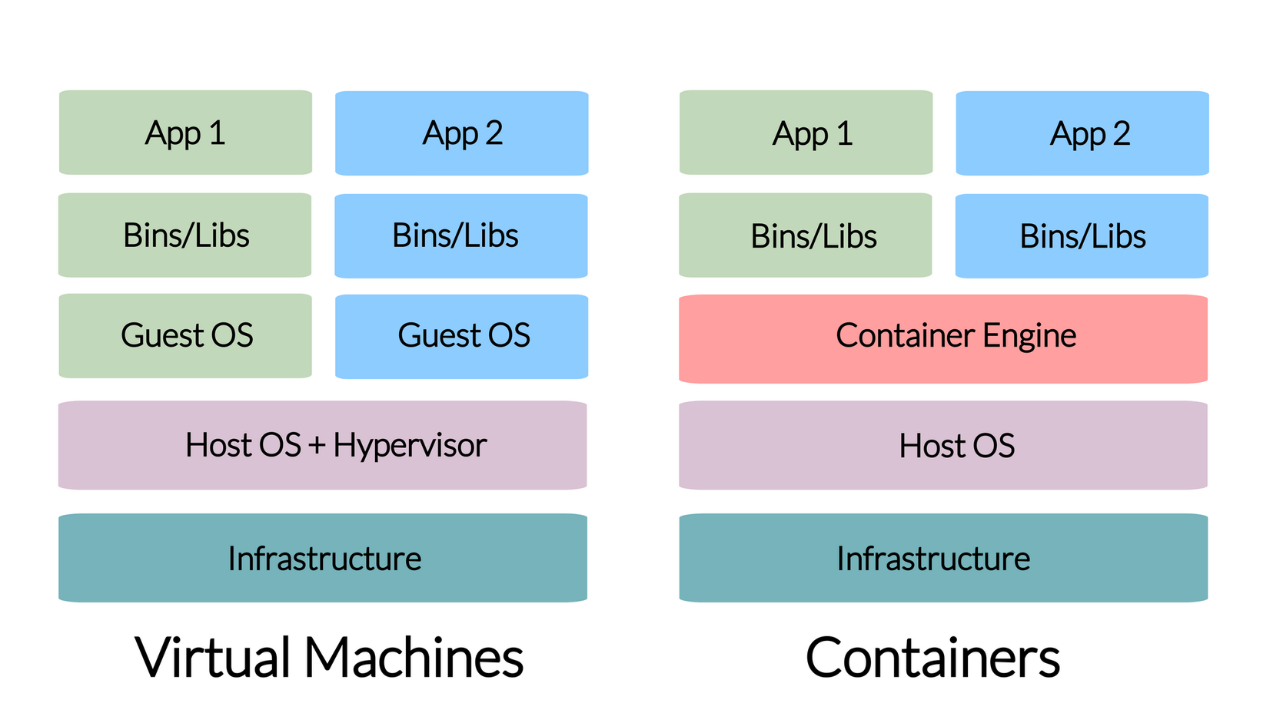 App 1
App 2
Bins/Libs
Bins/Libs
Guest OS
Guest OS
Host OS + Hypervisor
Infrastructure
Virtual Machines
App 1
App 2
Bins/Libs
Bins/Libs
Container Engine
Host OS
Infrastructure
Containers